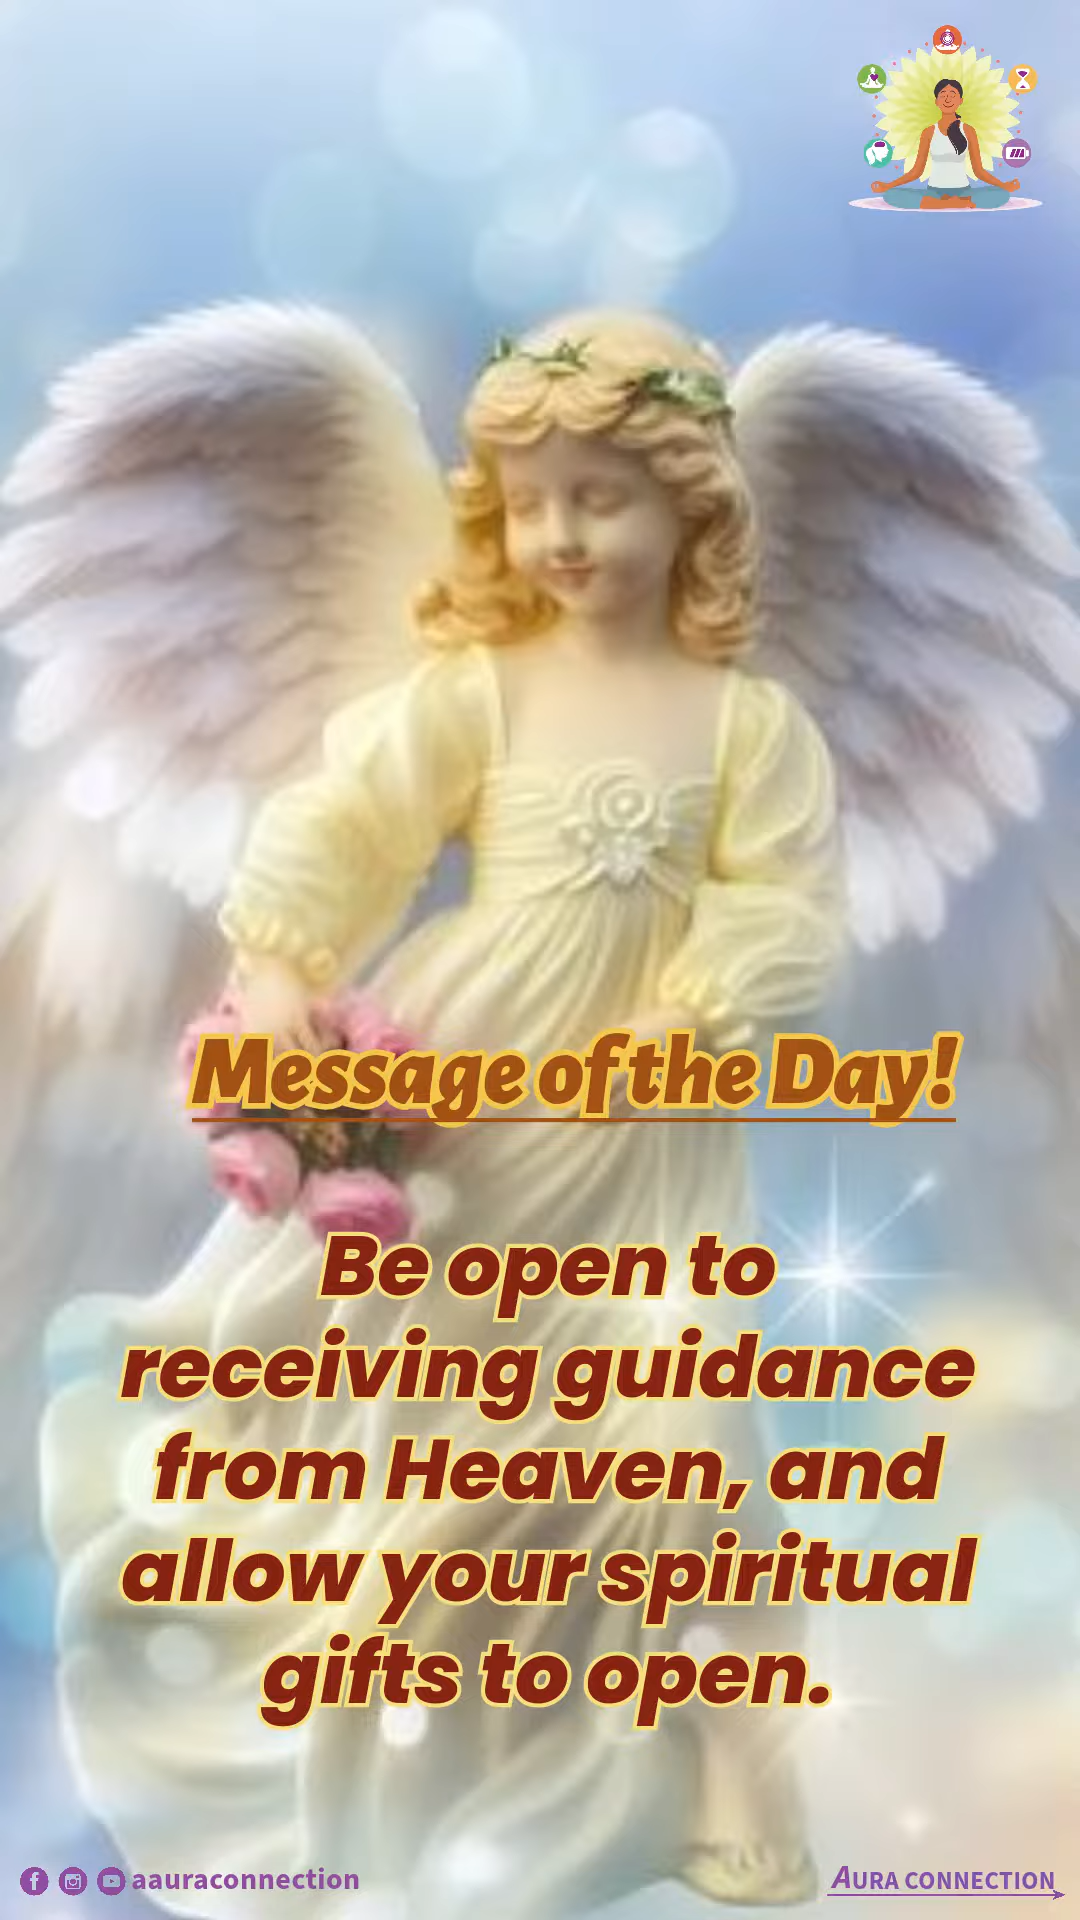 Message of the Day!
Be open to
receiving guidance
from Heaven, and
allow your spiritual
gifts to open.
aauraconnection
AURA CONNECTION